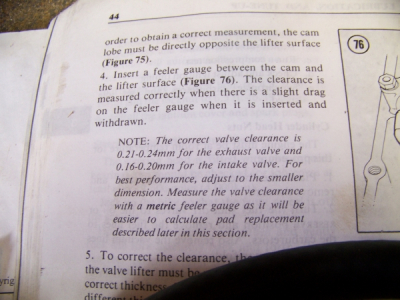 44
order to obtain a correct measurement, the cam
lobe must be directly opposite the lifter surface
(Figure 75).
4. Insert a feeler gauge between the cam and
the lifter surface (Figure 76). The clearance is
measured correctly when there is a slight drag
on the feeler gauge when it is inserted and
withdrawn.
NOTE: The correct valve clearance is
0.21-0.24mm for the exhaust valve and
0.16-0.20mm for the intake valve. For
best performance, adjust to the smaller
dimension. Measure the valve clearance
with a metric feeler gauge as it will be
easier to calculate pad replacement
described later in this section.
5. To correct the clearance,
the valve lifter must be
correct thickness
different
76